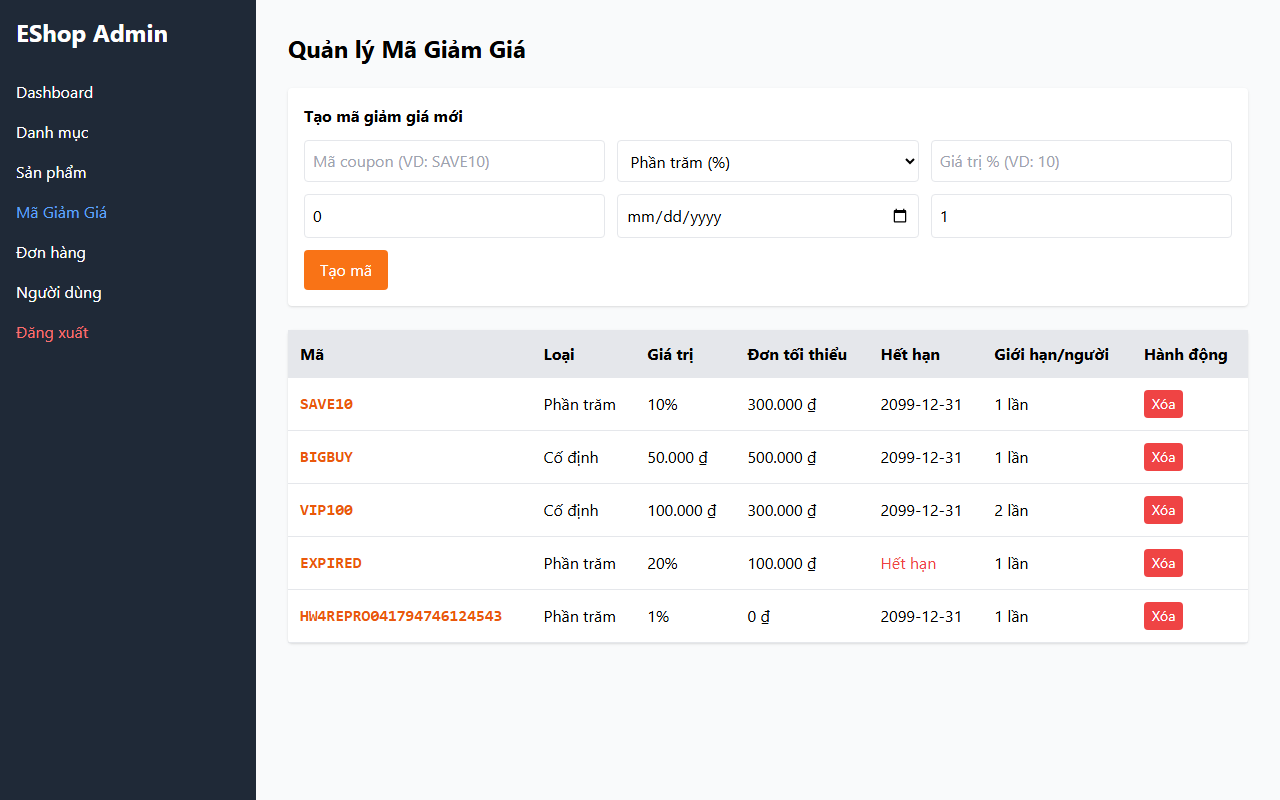 EShop Admin
Dashboard
Danh mục
Sản phẩm
Mã Giảm Giá
Đơn hàng
Người dùng
Đăng xuất
Quản lý Mã Giảm Giá
Tạo mã giảm giá mới
Mã coupon (VD: SAVE10) Phần trăm (%) Giá trị % (VD: 10)
0 mm/dd/yyyy 1
Tạo mã
Mã Loại Giá trị Đơn tối thiểu Hết hạn Giới hạn/người Hành động
SAVE10 Phần trăm 10% 300.000 ₫ 2099-12-31 1 lần Xóa
BIGBUY Cố định 50.000 ₫ 500.000 ₫ 2099-12-31 1 lần Xóa
VIP100 Cố định 100.000 ₫ 300.000 ₫ 2099-12-31 2 lần Xóa
EXPIRED Phần trăm 20% 100.000 ₫ Hết hạn 1 lần Xóa
HW4REPRO041794746124543 Phần trăm 1% 0 ₫ 2099-12-31 1 lần Xóa